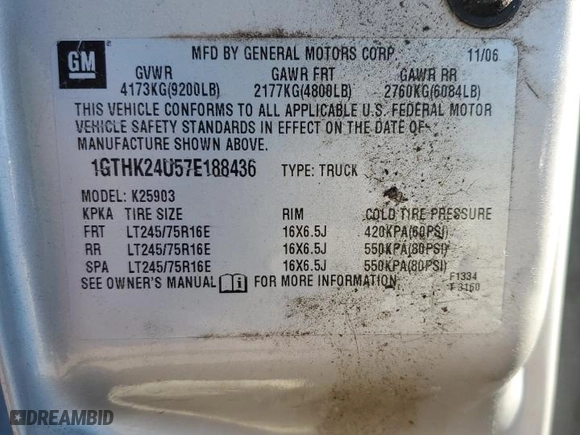 GM
MFD BY GENERAL MOTORS CORP. 11/06
GVWR GAWR FRT GAWR RR
4173KG(9200LB) 2177KG(4800LB) 2760KG(6084LB)
THIS VEHICLE CONFORMS TO ALL APPLICABLE U.S. FEDERAL MOTOR
VEHICLE SAFETY STANDARDS IN EFFECT ON THE DATE OF
MANUFACTURE SHOWN ABOVE.
1GTHK24U57E188436 TYPE: TRUCK
MODEL: K25903
KPKA TIRE SIZE RIM COLD TIRE PRESSURE
FRT LT245/75R16E 16X6.5J 420KPA(60PSI)
RR LT245/75R16E 16X6.5J 550KPA(80PSI)
SPA LT245/75R16E 16X6.5J 550KPA(80PSI)
SEE OWNER'S MANUAL FOR MORE INFORMATION
F1334
T3160
DREAMBID